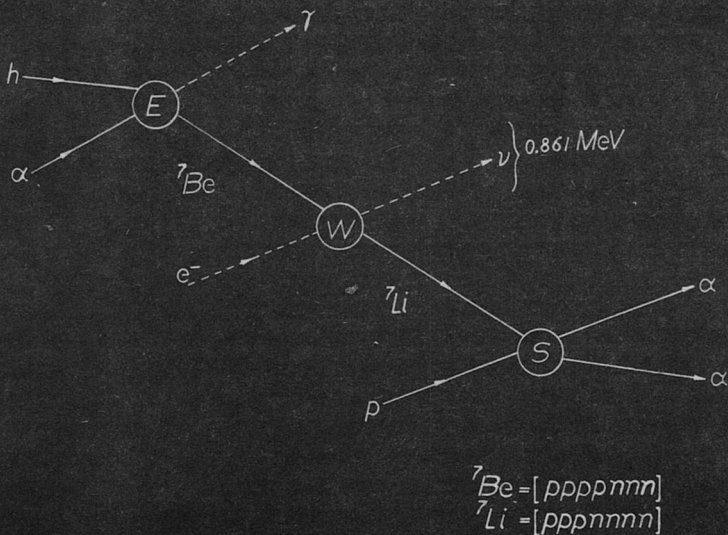 γ
h
E
α
⁷Be
ν} 0.861 MeV
W
e⁻
⁷Li
α
S
α
p
⁷Be = [ppppnnn]
⁷Li = [pppnnnn]